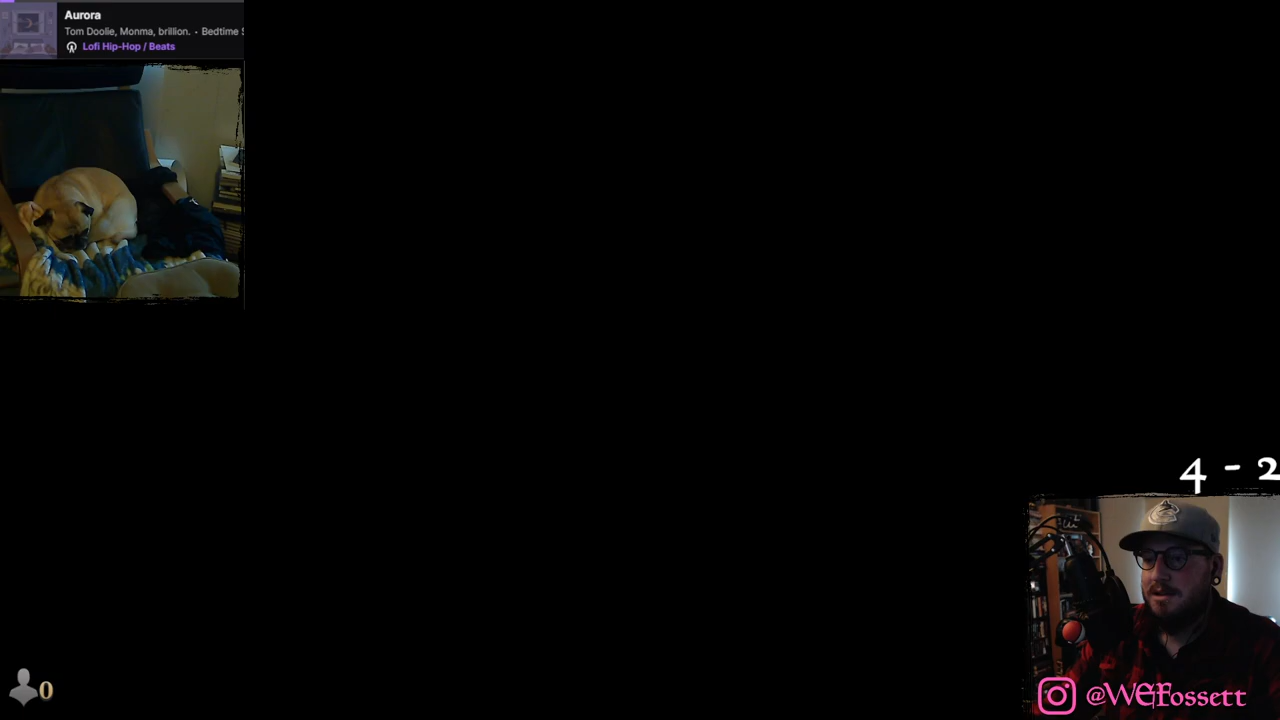 Aurora
Tom Doolie, Monma, brillion. • Bedtime S
Lofi Hip-Hop / Beats
4 - 2
0
@WEFossett